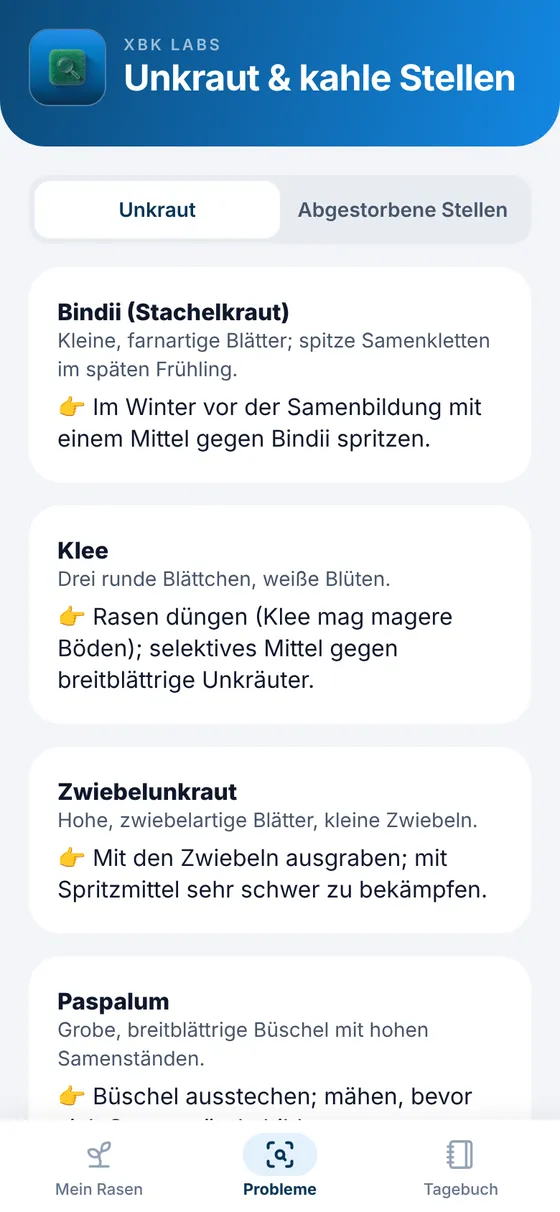 XBK LABS
Unkraut & kahle Stellen
Unkraut
Abgestorbene Stellen
Bindii (Stachelkraut)
Kleine, farnartige Blätter; spitze Samenkletten
im späten Frühling.
👉 Im Winter vor der Samenbildung mit
einem Mittel gegen Bindii spritzen.
Klee
Drei runde Blättchen, weiße Blüten.
👉 Rasen düngen (Klee mag magere
Böden); selektives Mittel gegen
breitblättrige Unkräuter.
Zwiebelunkraut
Hohe, zwiebelartige Blätter, kleine Zwiebeln.
👉 Mit den Zwiebeln ausgraben; mit
Spritzmittel sehr schwer zu bekämpfen.
Paspalum
Grobe, breitblättrige Büschel mit hohen
Samenständen.
👉 Büschel ausstechen; mähen, bevor
Mein Rasen
Probleme
Tagebuch